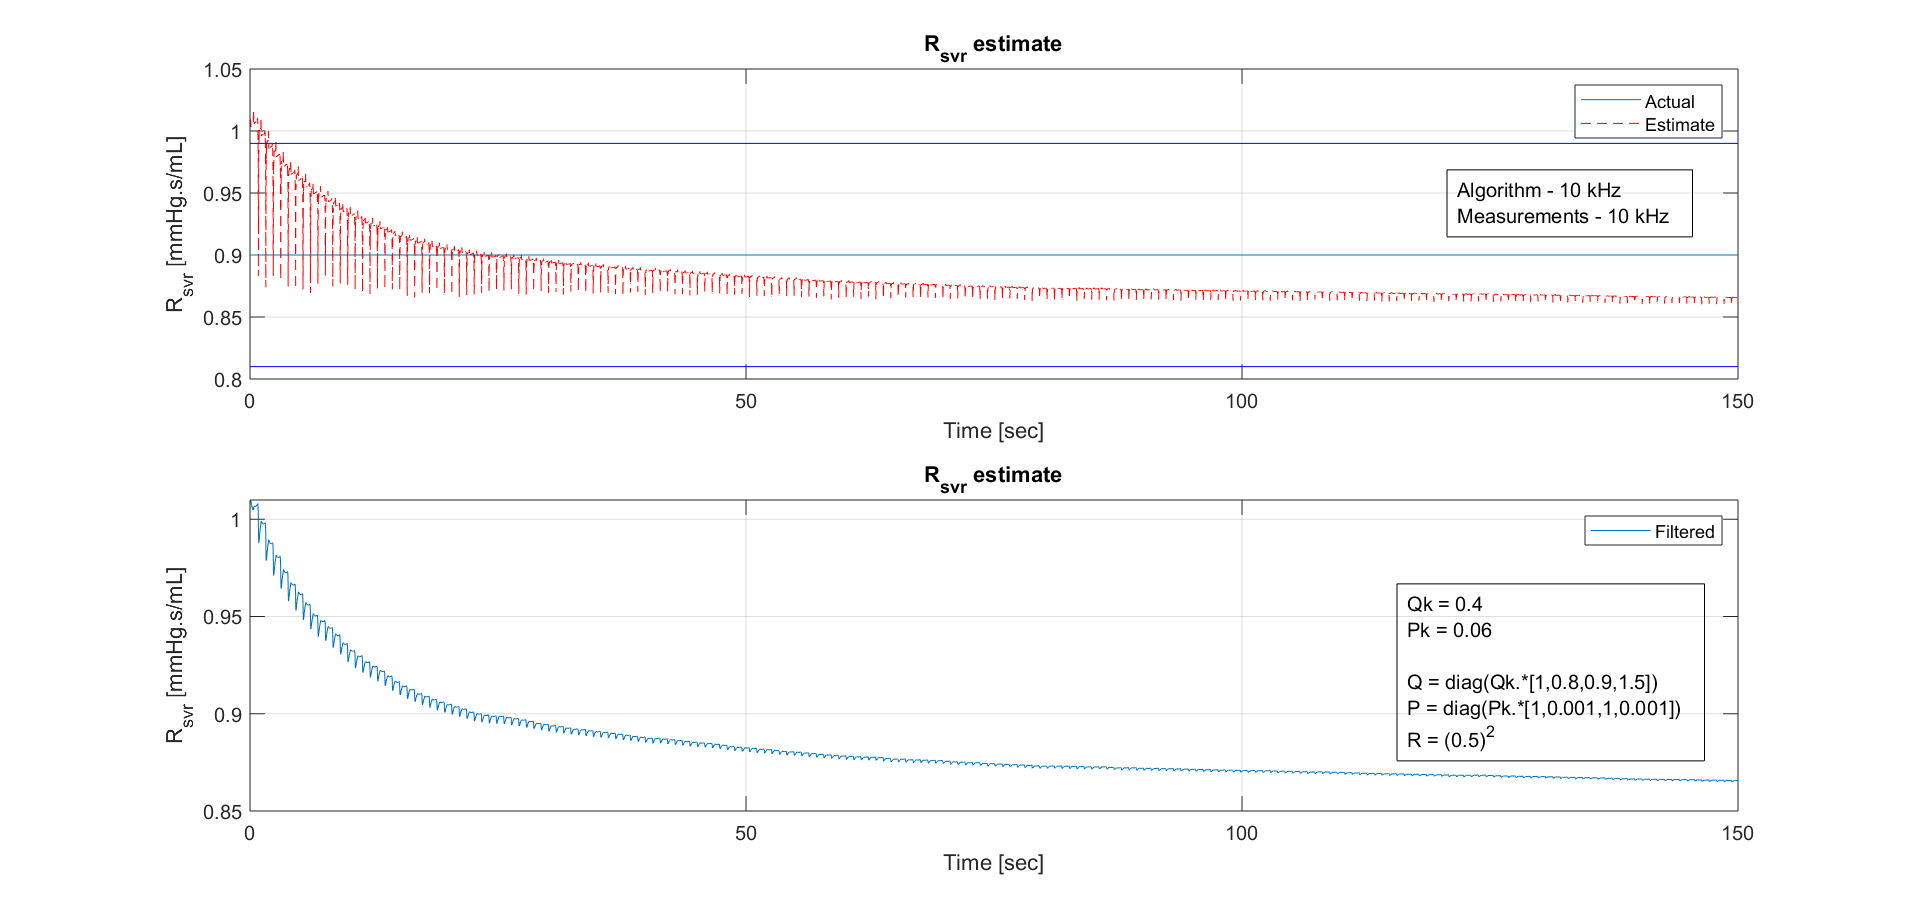 R_svr estimate
1.05
1
0.95
0.9
0.85
0.8
R_svr [mmHg.s/mL]
Actual
Estimate
Algorithm - 10 kHz
Measurements - 10 kHz
0 50 100 150
Time [sec]
R_svr estimate
1
0.95
0.9
0.85
R_svr [mmHg.s/mL]
Filtered
Qk = 0.4
Pk = 0.06
Q = diag(Qk.*[1,0.8,0.9,1.5])
P = diag(Pk.*[1,0.001,1,0.001])
R = (0.5)^2
0 50 100 150
Time [sec]